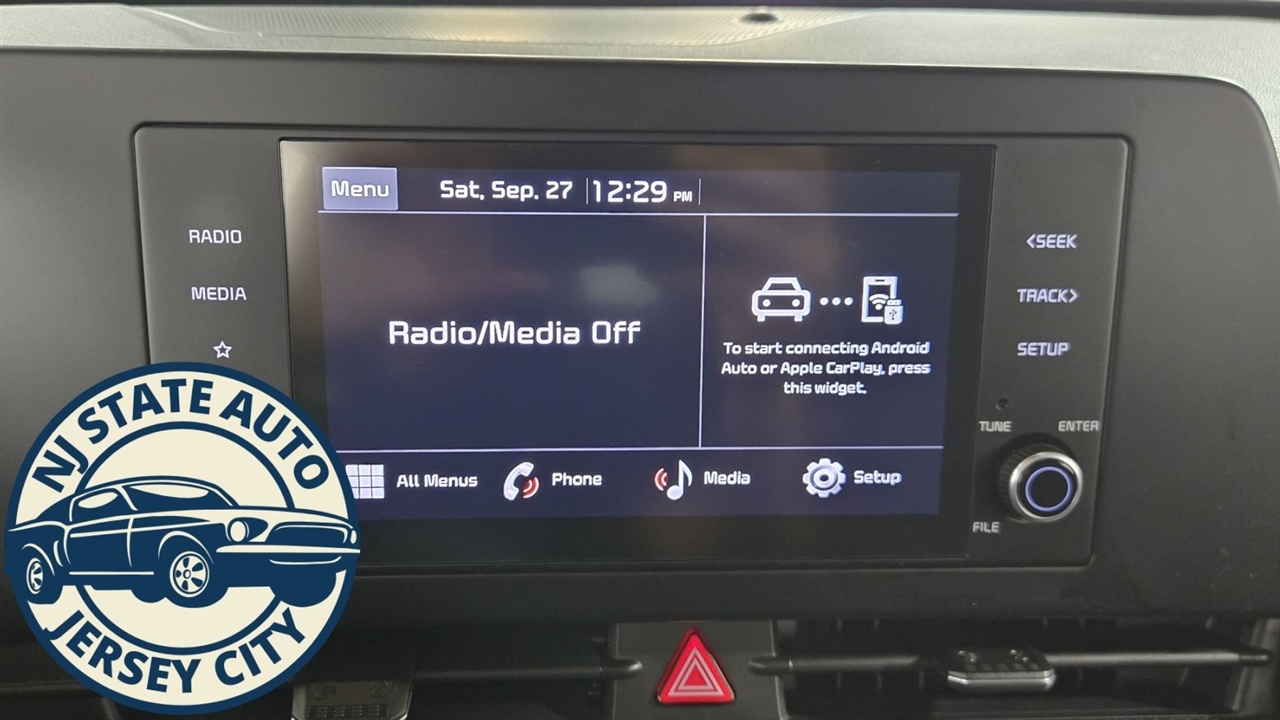 Menu
Sat, Sep. 27
12:29 PM
RADIO
MEDIA
<SEEK
TRACK>
SETUP
Radio/Media Off
To start connecting Android
Auto or Apple CarPlay, press
this widget.
TUNE
ENTER
FILE
All Menus
Phone
Media
Setup
NJ STATE AUTO
JERSEY CITY